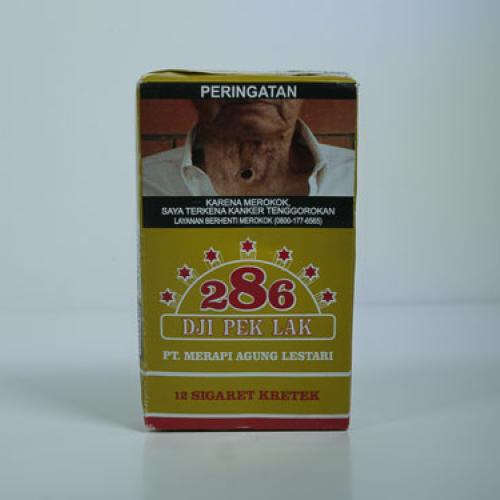 PERINGATAN
KARENA MEROKOK,
SAYA TERKENA KANKER TENGGOROKAN
LAYANAN BERHENTI MEROKOK (0800-177-6565)
286
DJI PEK LAK
PT. MERAPI AGUNG LESTARI
12 SIGARET KRETEK